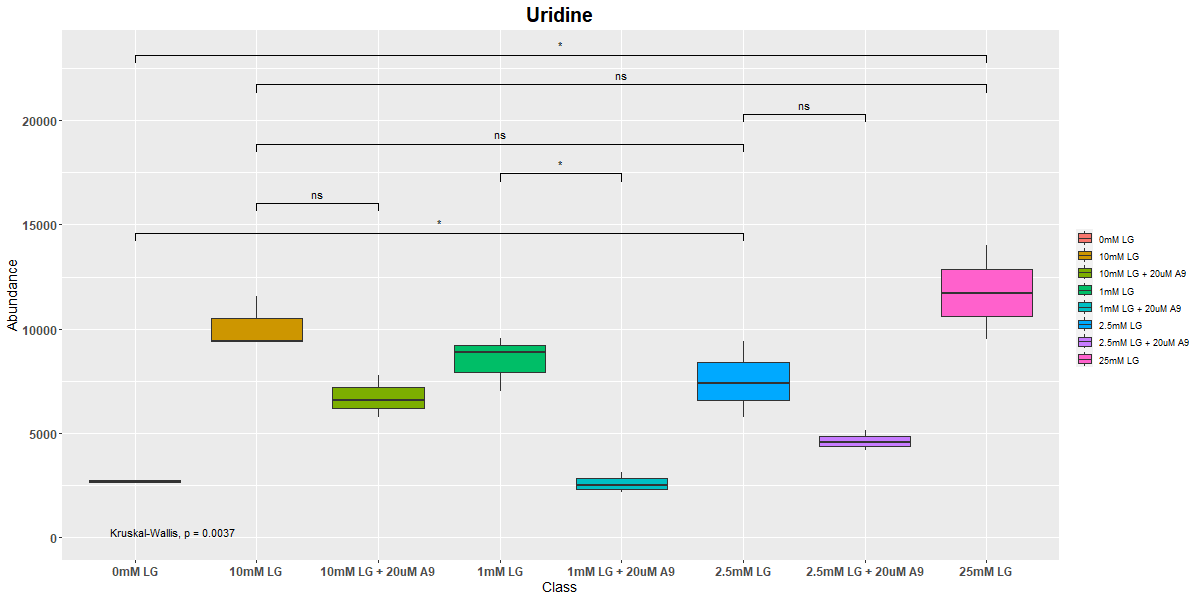 Uridine
*
ns
ns
ns
*
ns
*
Abundance
20000
15000
10000
5000
0
Kruskal-Wallis, p = 0.0037
0mM LG
10mM LG
10mM LG + 20uM A9
1mM LG
1mM LG + 20uM A9
2.5mM LG
2.5mM LG + 20uM A9
25mM LG
Class
0mM LG
10mM LG
10mM LG + 20uM A9
1mM LG
1mM LG + 20uM A9
2.5mM LG
2.5mM LG + 20uM A9
25mM LG